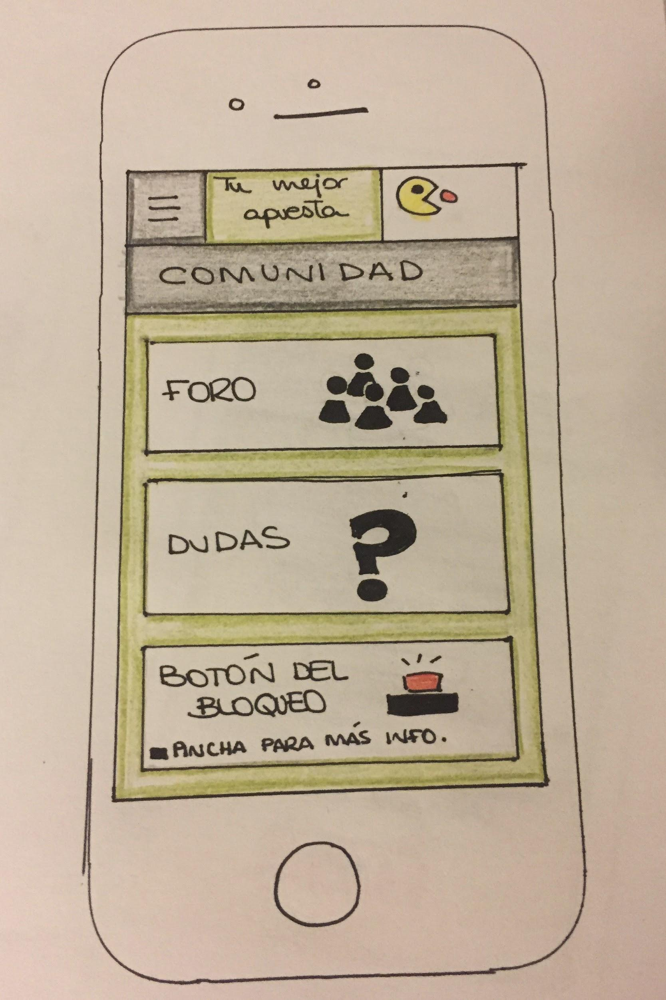 Tu mejor
apuesta
COMUNIDAD
FORO
DUDAS
?
BOTÓN DEL
BLOQUEO
PINCHA PARA MÁS INFO.